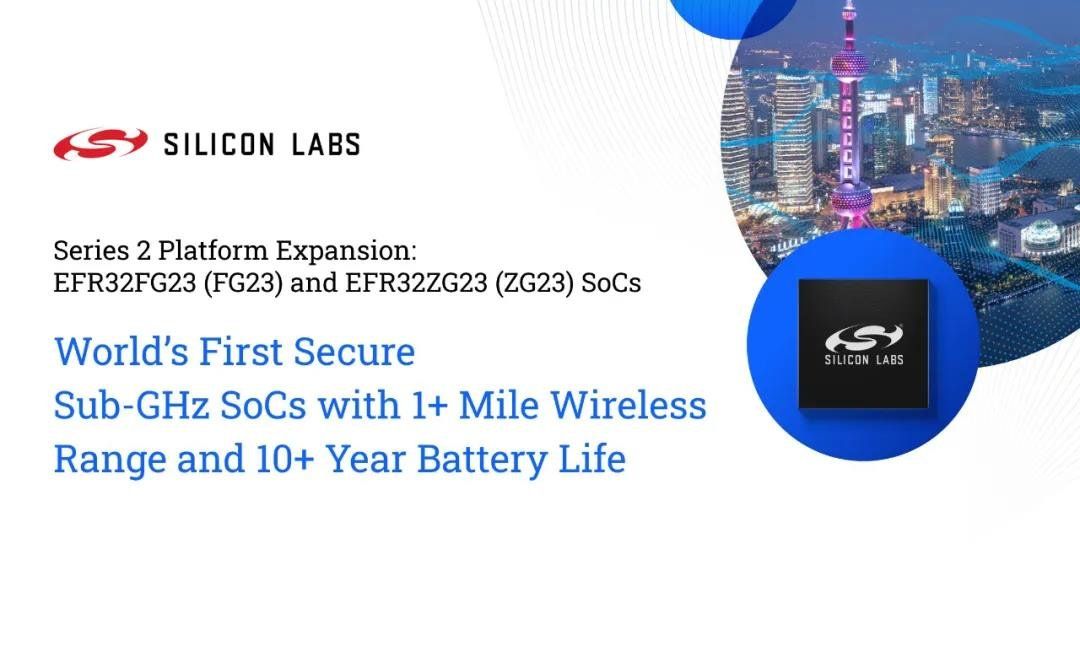 SILICON LABS
Series 2 Platform Expansion:
EFR32FG23 (FG23) and EFR32ZG23 (ZG23) SoCs
World’s First Secure
Sub-GHz SoCs with 1+ Mile Wireless
Range and 10+ Year Battery Life
SILICON LABS